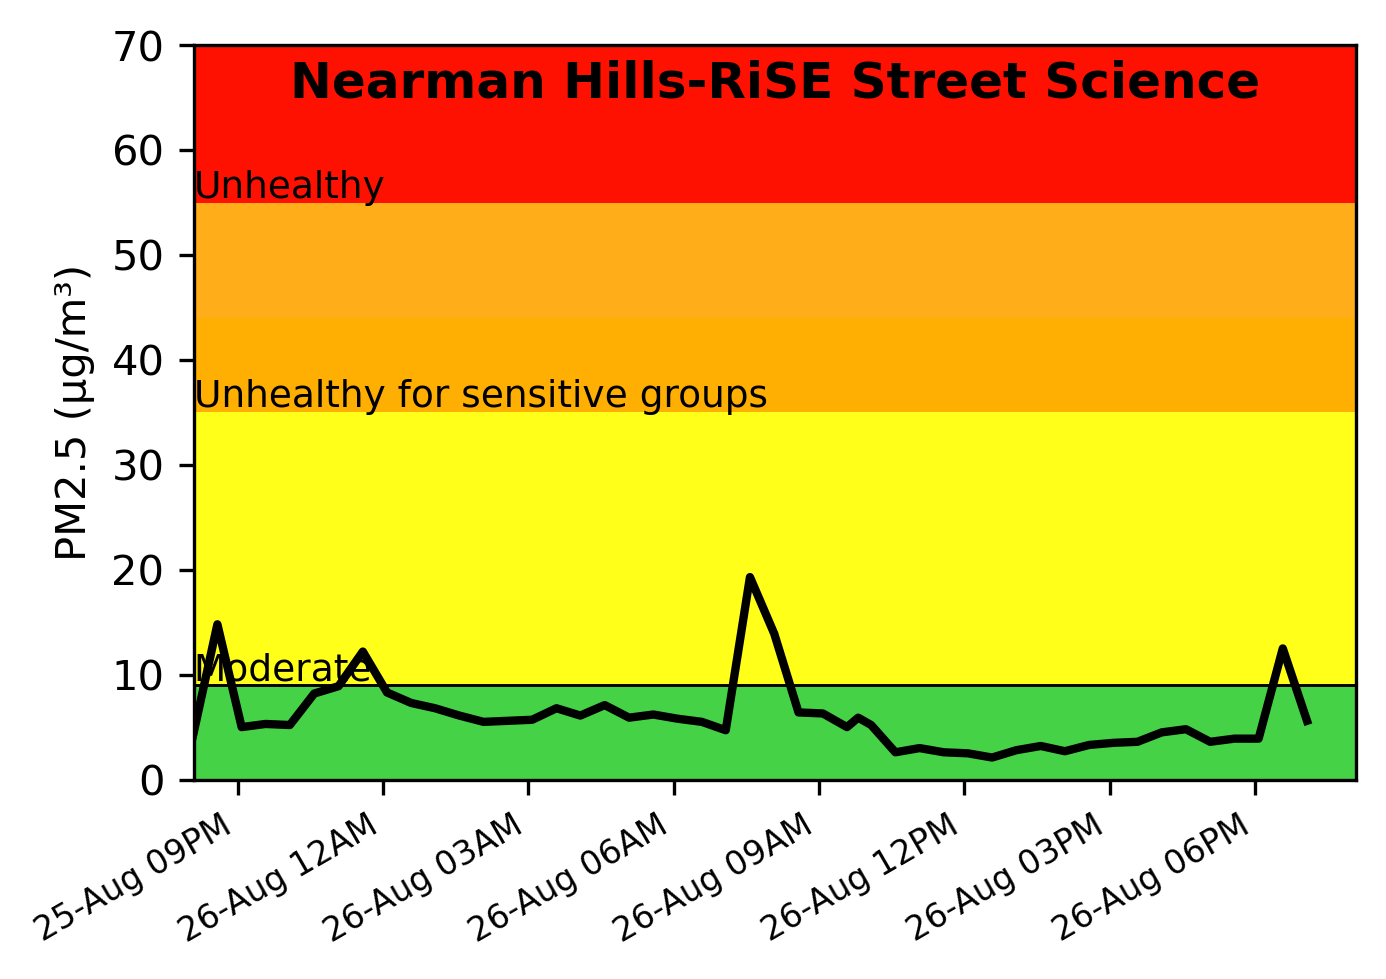 Nearman Hills-RiSE Street Science
70
60
50
40
30
20
10
0
PM2.5 (µg/m³)
Unhealthy
Unhealthy for sensitive groups
Moderate
25-Aug 09PM
26-Aug 12AM
26-Aug 03AM
26-Aug 06AM
26-Aug 09AM
26-Aug 12PM
26-Aug 03PM
26-Aug 06PM